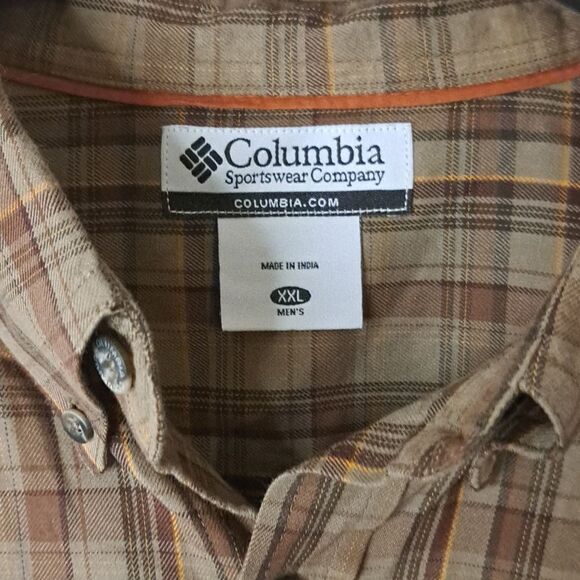 Columbia
Sportswear Company
COLUMBIA.COM
MADE IN INDIA
XXL
MEN'S